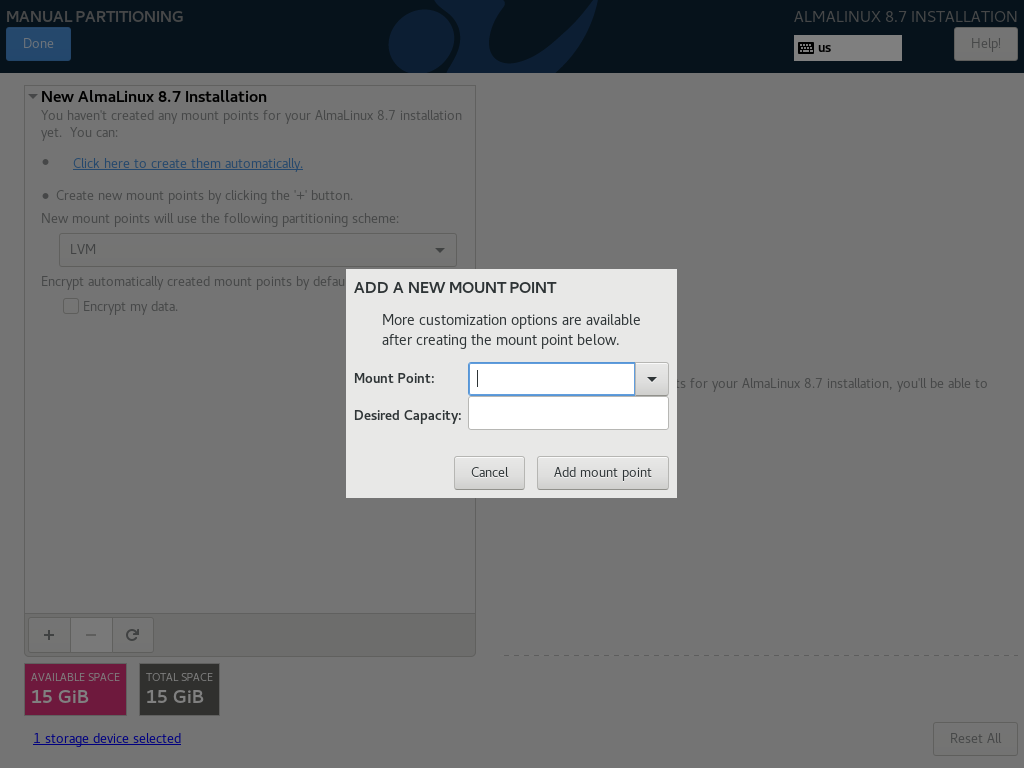 MANUAL PARTITIONING
ALMALINUX 8.7 INSTALLATION
Done
us
Help!
New AlmaLinux 8.7 Installation
You haven't created any mount points for your AlmaLinux 8.7 installation
yet. You can:
• Click here to create them automatically.
• Create new mount points by clicking the '+' button.
New mount points will use the following partitioning scheme:
LVM
Encrypt automatically created mount points by defau
Encrypt my data.
ADD A NEW MOUNT POINT
More customization options are available
after creating the mount point below.
Mount Point:
for your AlmaLinux 8.7 installation, you'll be able to
Desired Capacity:
Cancel
Add mount point
+
−
AVAILABLE SPACE
15 GiB
TOTAL SPACE
15 GiB
1 storage device selected
Reset All